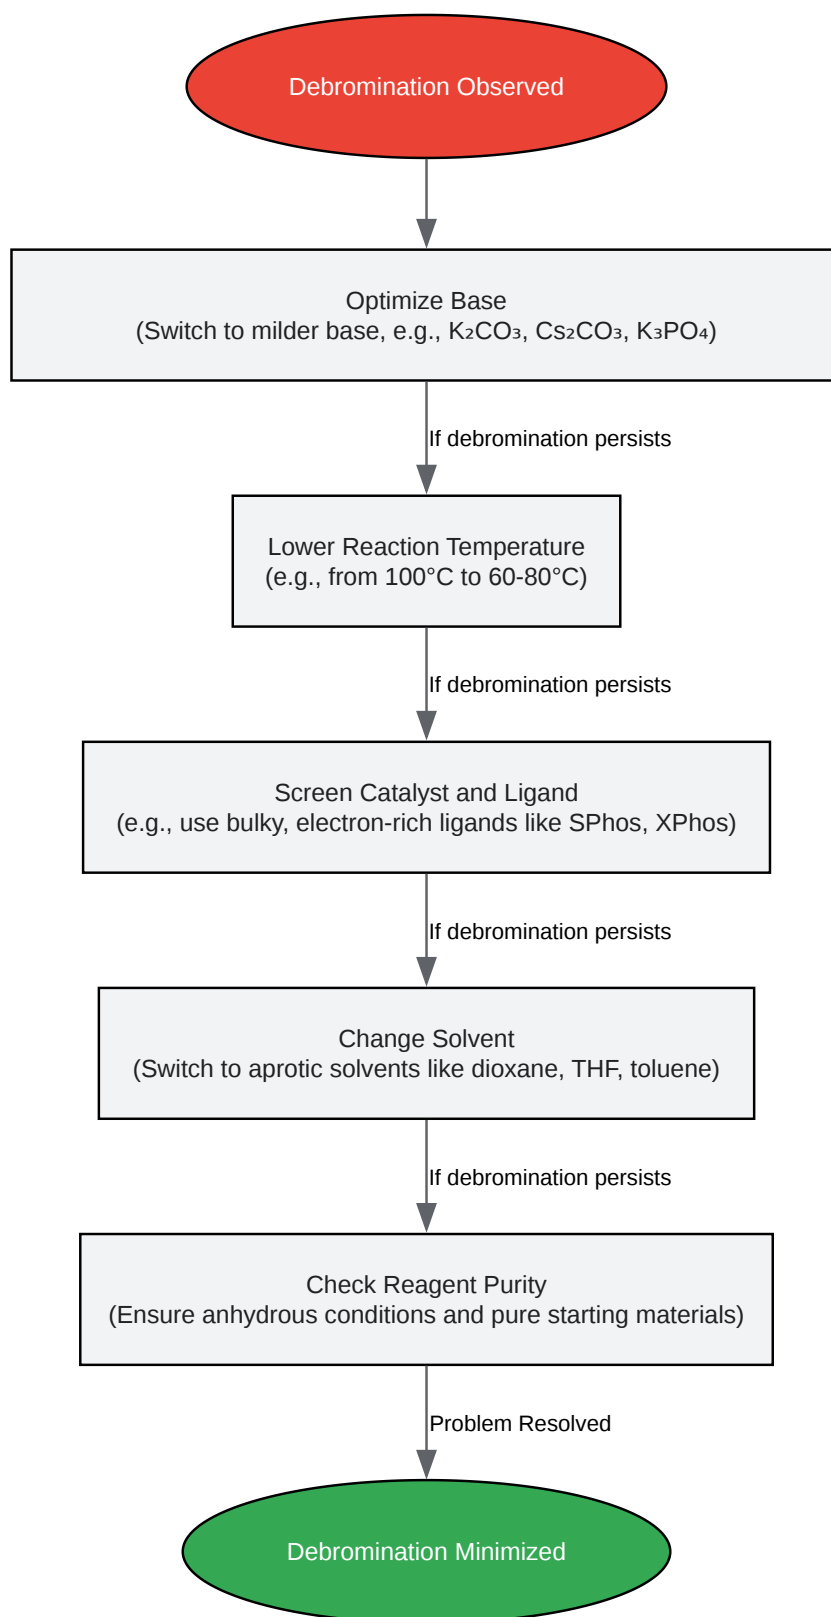 Debromination Observed
Optimize Base
(Switch to milder base, e.g., K₂CO₃, Cs₂CO₃, K₃PO₄)
If debromination persists
Lower Reaction Temperature
(e.g., from 100°C to 60-80°C)
If debromination persists
Screen Catalyst and Ligand
(e.g., use bulky, electron-rich ligands like SPhos, XPhos)
If debromination persists
Change Solvent
(Switch to aprotic solvents like dioxane, THF, toluene)
If debromination persists
Check Reagent Purity
(Ensure anhydrous conditions and pure starting materials)
Problem Resolved
Debromination Minimized